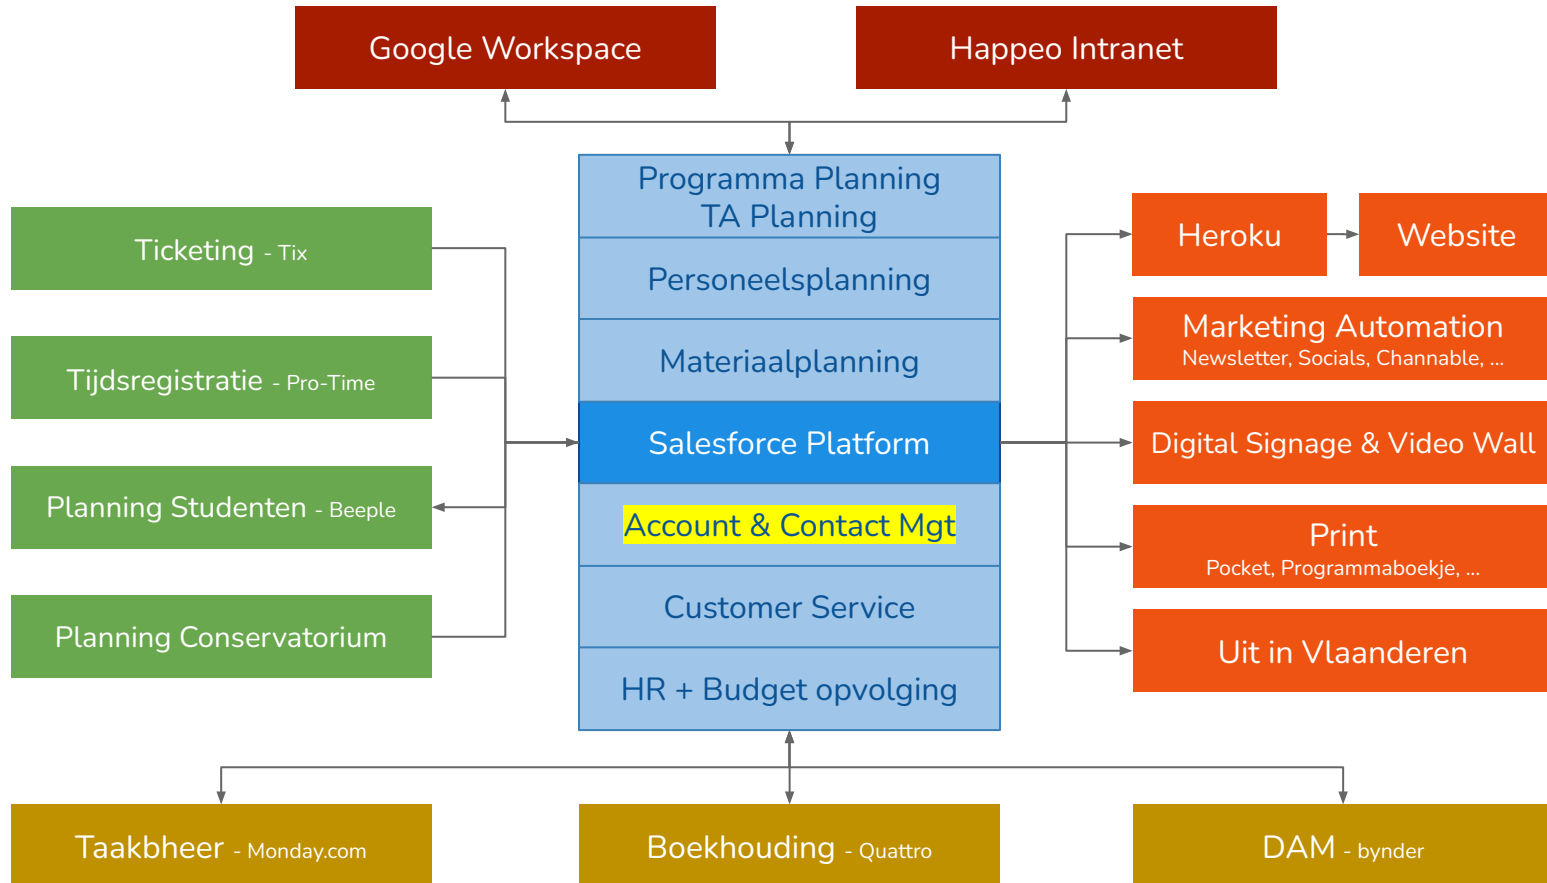 Google Workspace
Happeo Intranet
Programma Planning
TA Planning
Personeelsplanning
Materiaalplanning
Salesforce Platform
Account & Contact Mgt
Customer Service
HR + Budget opvolging
Ticketing - Tix
Tijdsregistratie - Pro-Time
Planning Studenten - Beeple
Planning Conservatorium
Heroku
Website
Marketing Automation
Newsletter, Socials, Channable, ...
Digital Signage & Video Wall
Print
Pocket, Programmaboekje, ...
Uit in Vlaanderen
Taakbheer - Monday.com
Boekhouding - Quattro
DAM - bynder